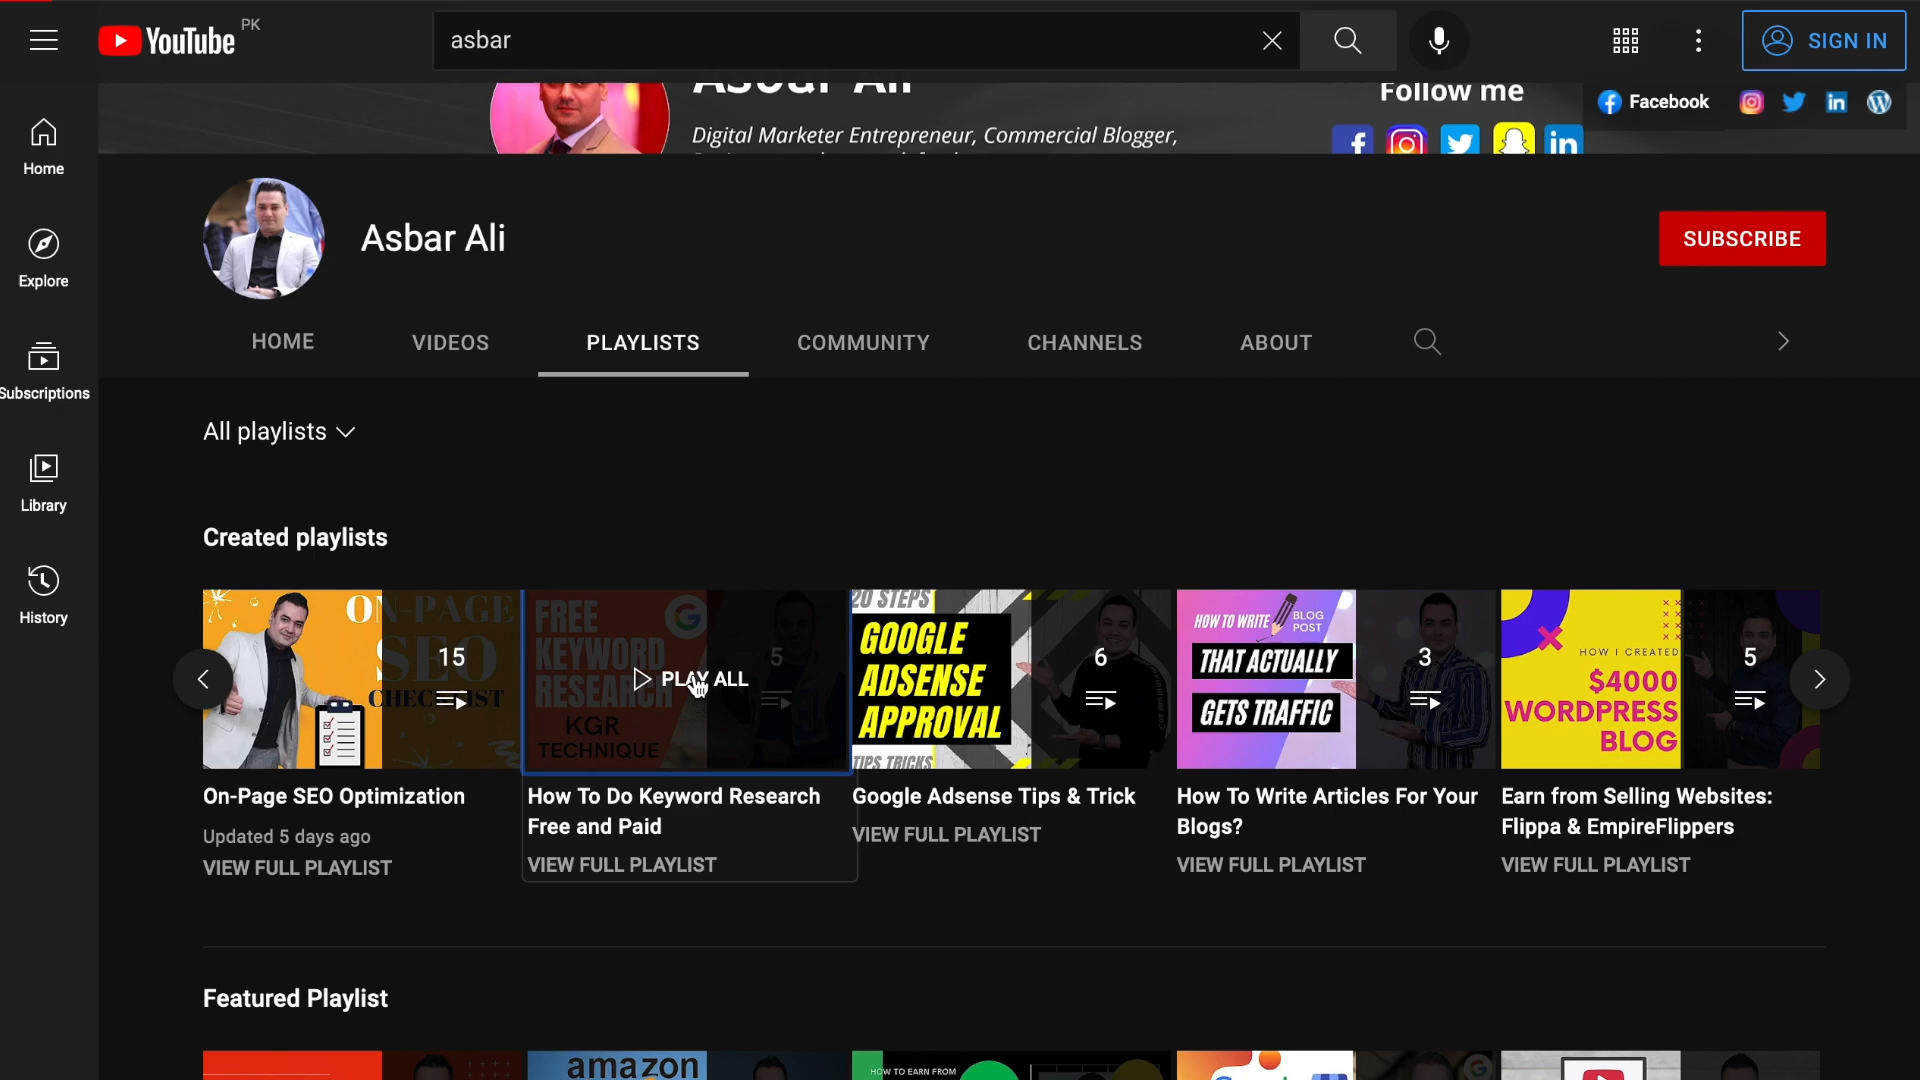 YouTube PK
asbar
SIGN IN
Home
Explore
Subscriptions
Library
History
Digital Marketer Entrepreneur, Commercial Blogger,
Follow me
Facebook
Asbar Ali
SUBSCRIBE
HOME
VIDEOS
PLAYLISTS
COMMUNITY
CHANNELS
ABOUT
All playlists
Created playlists
ON-PAGE
SEO
CHECKLIST
15
On-Page SEO Optimization
Updated 5 days ago
VIEW FULL PLAYLIST
FREE
KEYWORD
RESEARCH
KGR
TECHNIQUE
PLAY ALL
5
How To Do Keyword Research
Free and Paid
VIEW FULL PLAYLIST
20 STEPS
GOOGLE
ADSENSE
APPROVAL
TIPS TRICKS
6
Google Adsense Tips & Trick
VIEW FULL PLAYLIST
HOW TO WRITE
BLOG
POST
THAT ACTUALLY
GETS TRAFFIC
3
How To Write Articles For Your
Blogs?
VIEW FULL PLAYLIST
HOW I CREATED
$4000
WORDPRESS
BLOG
5
Earn from Selling Websites:
Flippa & EmpireFlippers
VIEW FULL PLAYLIST
Featured Playlist
amazon
HOW TO EARN FROM